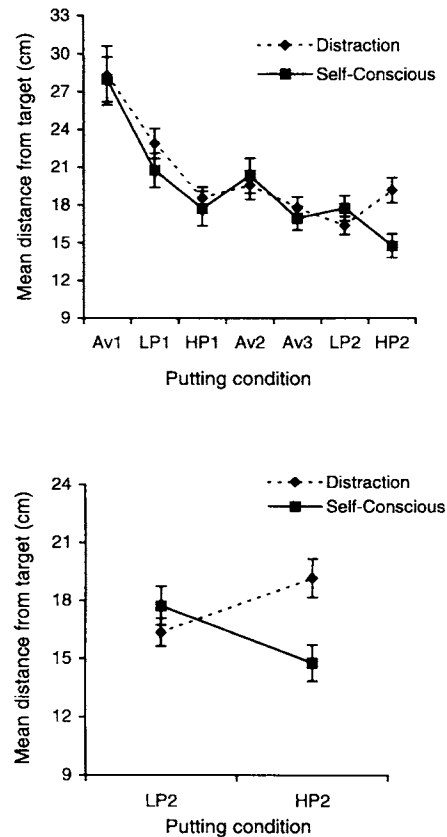 33
30
27
24
21
18
15
12
9
Mean distance from target (cm)
Distraction
Self-Conscious
Av1 LP1 HP1 Av2 Av3 LP2 HP2
Putting condition
24
21
18
15
12
9
Mean distance from target (cm)
Distraction
Self-Conscious
LP2 HP2
Putting condition